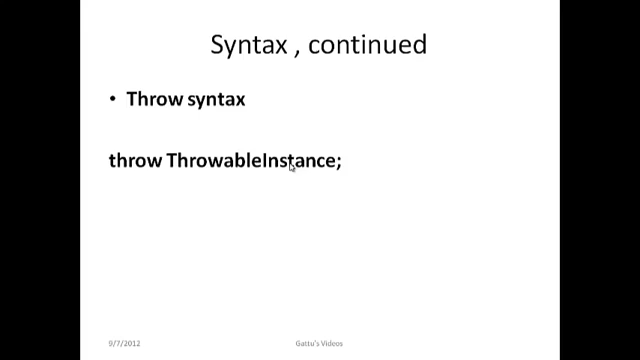 Syntax , continued
• Throw syntax
throw ThrowableInstance;
9/7/2012
Gattu's Videos